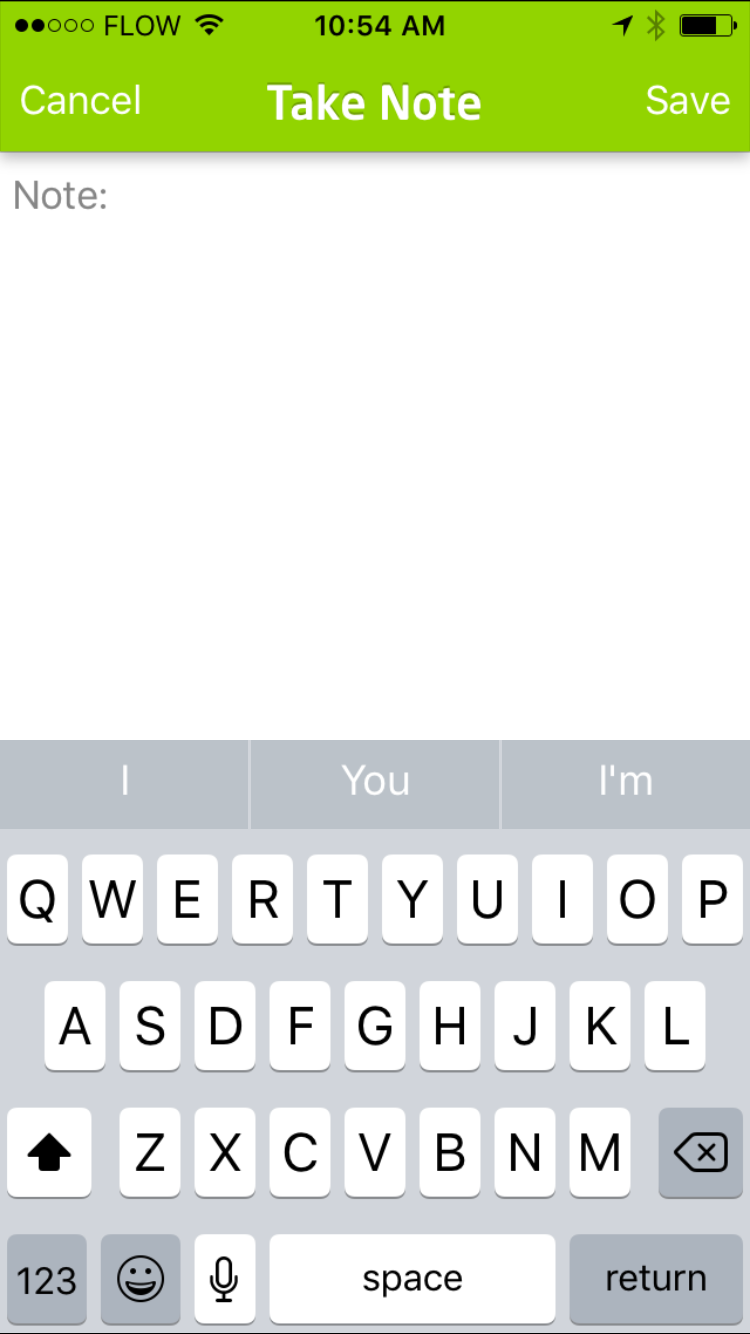 FLOW 10:54 AM
Cancel Take Note Save
Note:
I You I'm
Q W E R T Y U I O P
A S D F G H J K L
Z X C V B N M
123 space return